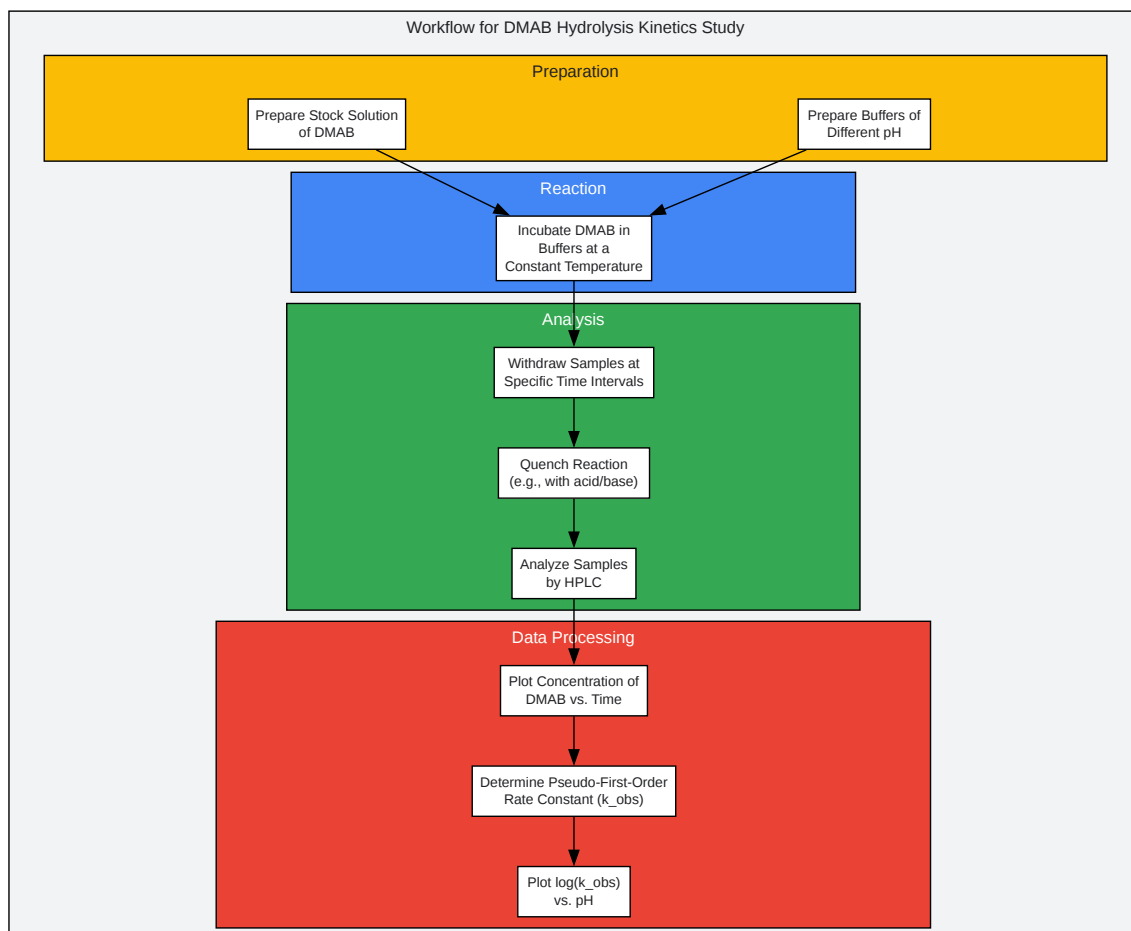 Workflow for DMAB Hydrolysis Kinetics Study
Preparation
Prepare Stock Solution
of DMAB
Prepare Buffers of
Different pH
Reaction
Incubate DMAB in
Buffers at a
Constant Temperature
Analysis
Withdraw Samples at
Specific Time Intervals
Quench Reaction
(e.g., with acid/base)
Analyze Samples
by HPLC
Data Processing
Plot Concentration of
DMAB vs. Time
Determine Pseudo-First-Order
Rate Constant (k_obs)
Plot log(k_obs)
vs. pH